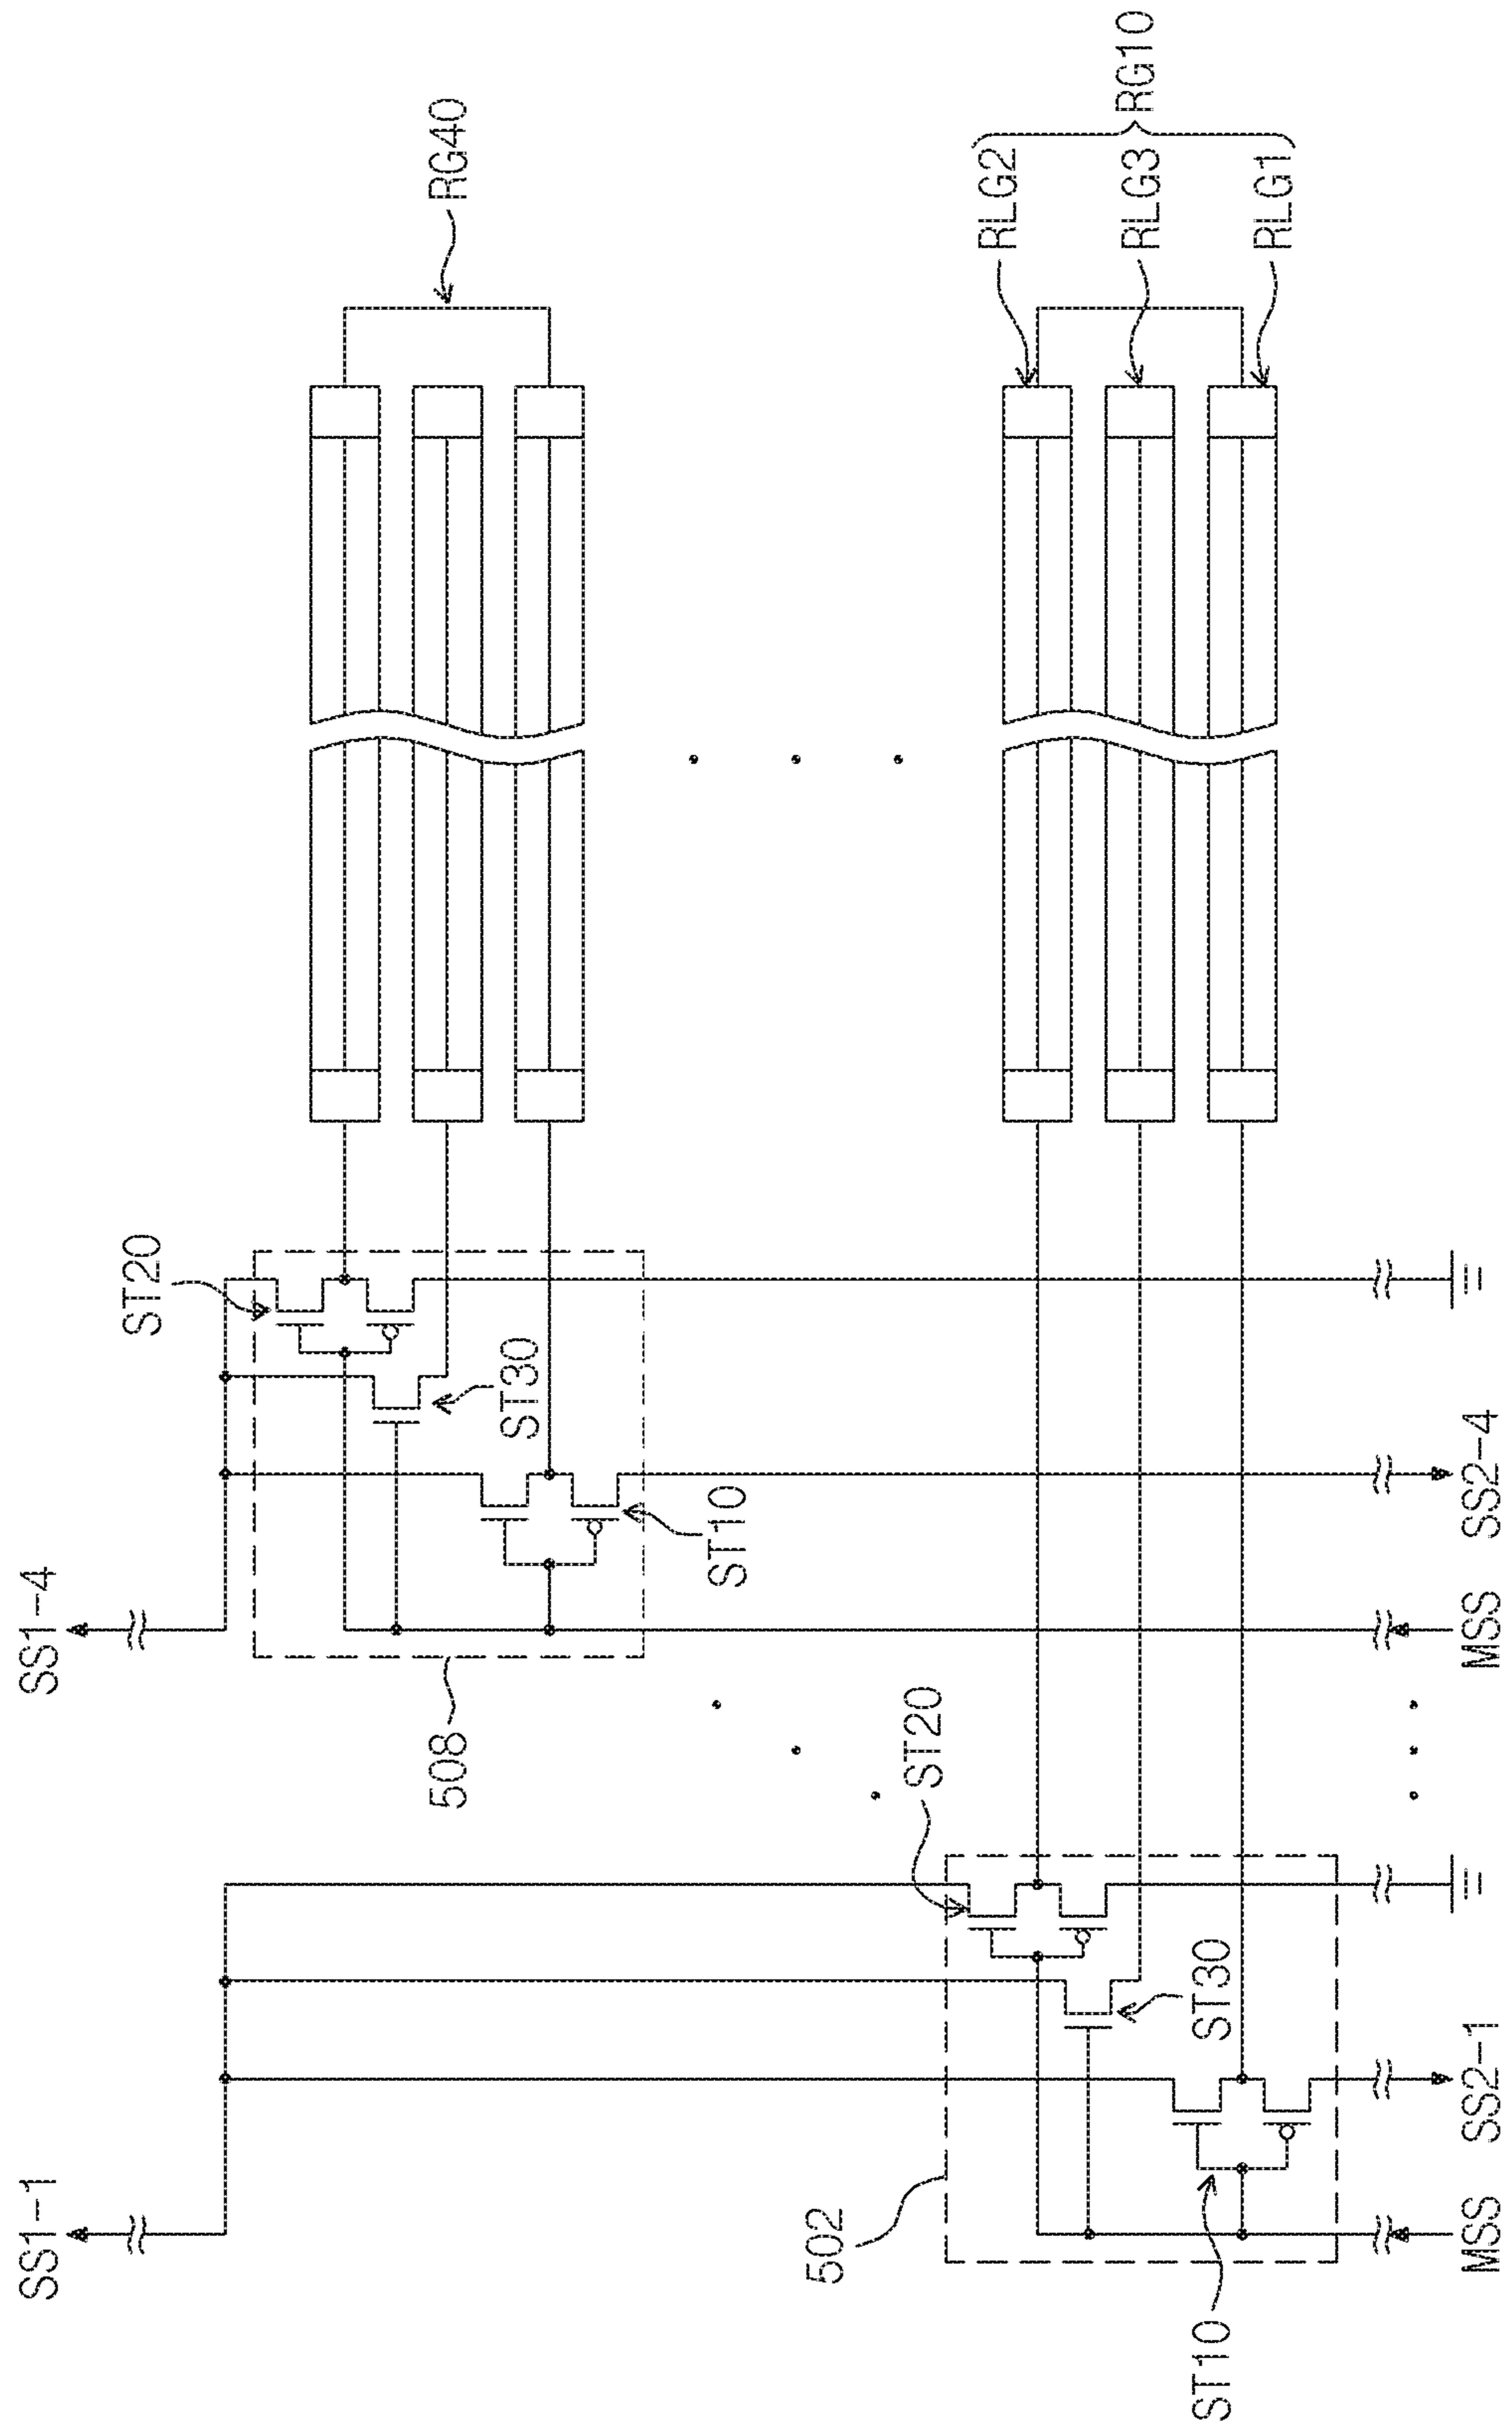 SS1-1
SS1-4
ST20
RG40
ST30
508
ST10
RLG2
RLG3
RLG1
RG10
502
ST20
ST30
ST10
MSS
SS2-1
MSS
SS2-4